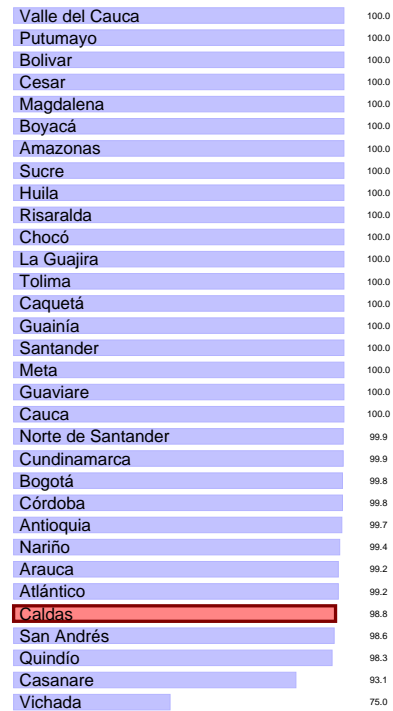 Valle del Cauca 100.0
Putumayo 100.0
Bolivar 100.0
Cesar 100.0
Magdalena 100.0
Boyacá 100.0
Amazonas 100.0
Sucre 100.0
Huila 100.0
Risaralda 100.0
Chocó 100.0
La Guajira 100.0
Tolima 100.0
Caquetá 100.0
Guainía 100.0
Santander 100.0
Meta 100.0
Guaviare 100.0
Cauca 100.0
Norte de Santander 99.9
Cundinamarca 99.9
Bogotá 99.8
Córdoba 99.8
Antioquia 99.7
Nariño 99.4
Arauca 99.2
Atlántico 99.2
Caldas 98.8
San Andrés 98.6
Quindío 98.3
Casanare 93.1
Vichada 75.0